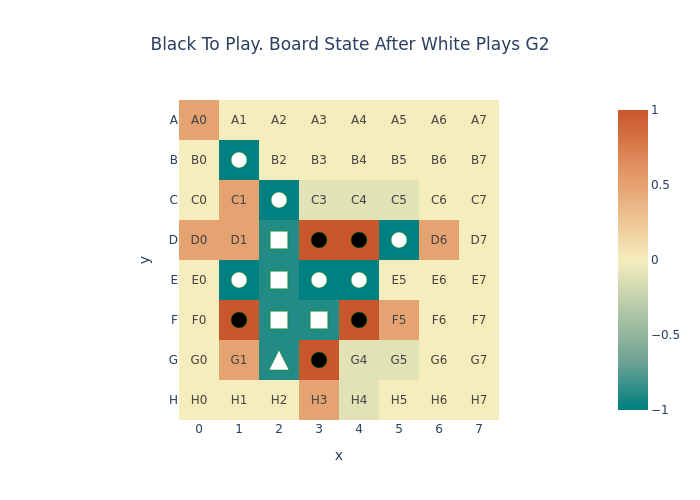 Black To Play. Board State After White Plays G2
A A0 A1 A2 A3 A4 A5 A6 A7
B B0 B2 B3 B4 B5 B6 B7
C C0 C1 C3 C4 C5 C6 C7
D D0 D1 D6 D7
E E0 E5 E6 E7
F F0 F5 F6 F7
G G0 G1 G4 G5 G6 G7
H H0 H1 H2 H3 H4 H5 H6 H7
0 1 2 3 4 5 6 7
x
y
1
0.5
0
−0.5
−1